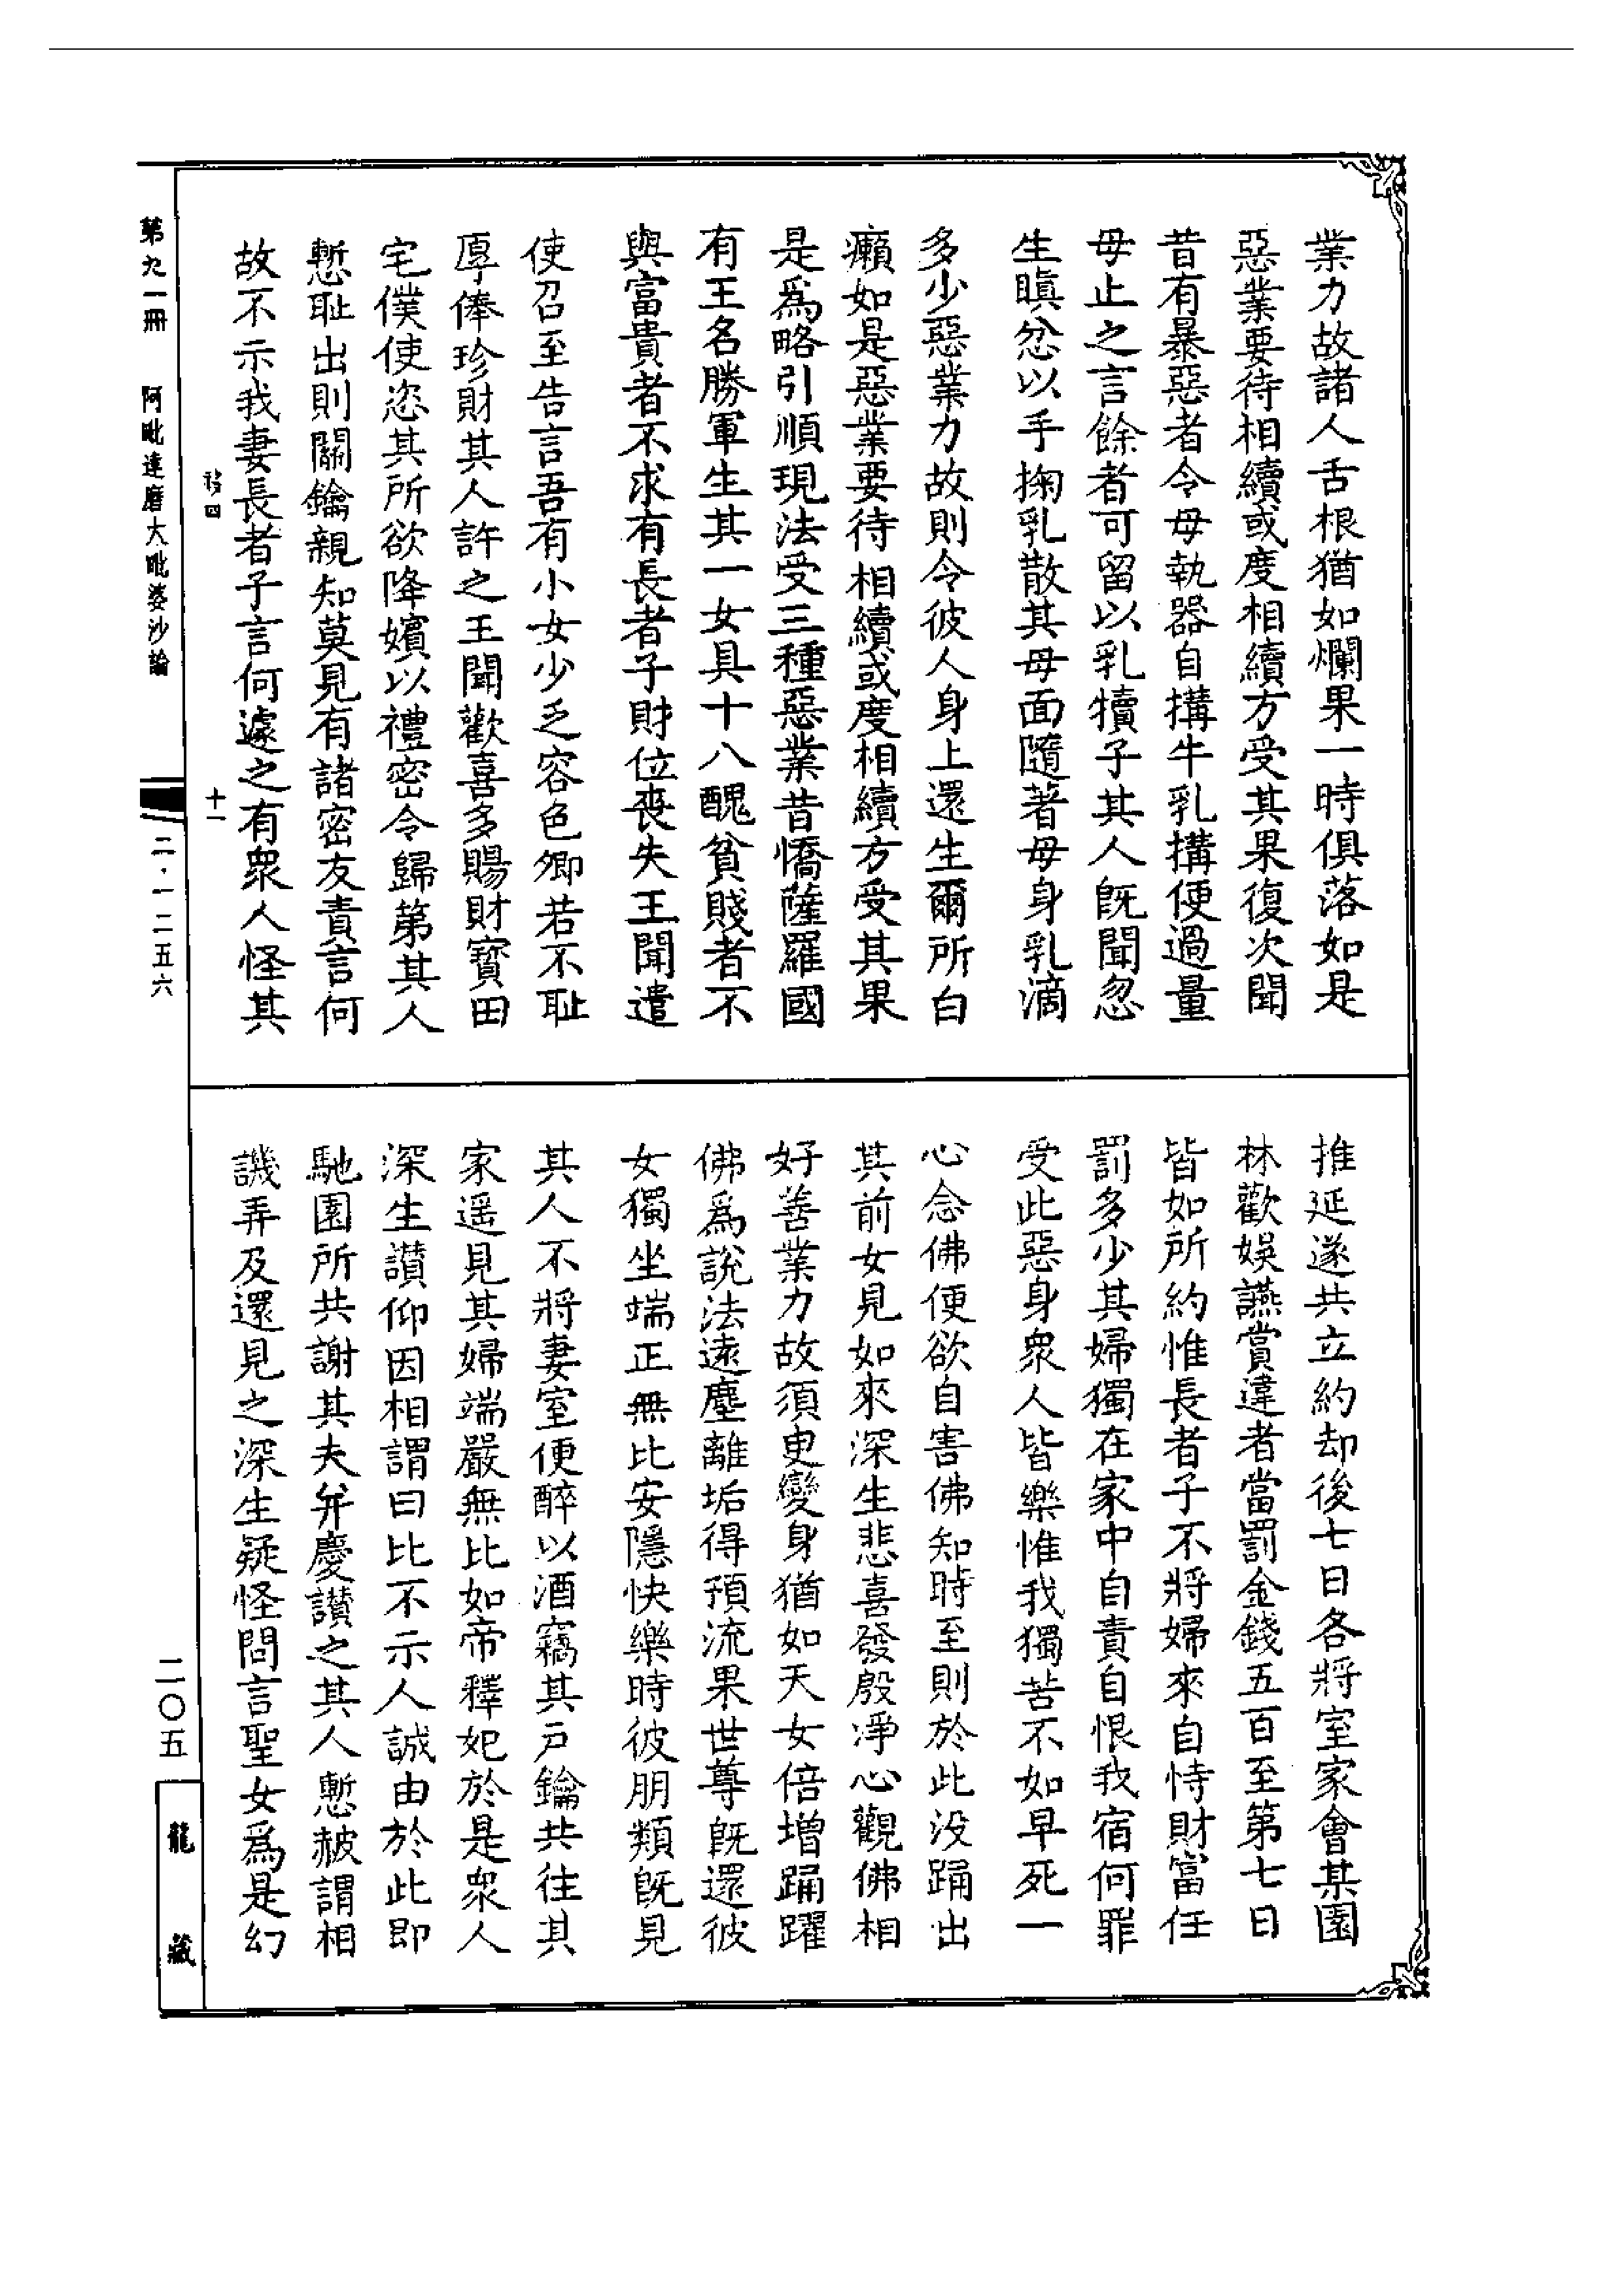 業力故諸人舌根猶如爛果一時俱落如是
惡業要待相續或度相續方受其果復次聞
昔有暴惡者令母執器自搆牛乳搆便過量
母止之言餘者可留以乳犢子其人既聞忽
生瞋忿以手掬乳散其母面隨著母身乳滴
多少惡業力故則令彼人身上還生爾所白
癩如是惡業要待相續或度相續方受其果
是爲略引順現法受三種惡業昔憍薩羅國
有王名勝軍生其一女具十八醜貧賤者不
與富貴者不求有長者子財位喪失王聞遣
使召至告言吾有小女少乏容色卿若不恥
厚俸珍財其人許之王聞歡喜多賜財寶田
宅僕使恣其所欲降嬪以禮密令歸第其人
慙耻出則關鑰親知莫見有諸密友責言何
故不示我妻長者子言何遽之有衆人怪其
推延遂共立約却後七日各將室家會某園
林歡娛讌賞違者當罰金錢五百至第七日
皆如所約惟長者子不將婦來自恃財富任
罰多少其婦獨在家中自責自恨我宿何罪
受此惡身衆人皆樂惟我獨苦不如早死一
心念佛便欲自害佛知時至則於此没踊出
其前女見如來深生悲喜發殷淨心觀佛相
好善業力故須臾變身猶如天女倍增踊躍
佛爲說法遠塵離垢得預流果世尊既還彼
女獨坐端正無比安隱快樂時彼朋類既見
其人不將妻室便醉以酒竊其戶鑰共往其
家遥見其婦端嚴無比如帝釋妃於是衆人
深生讚仰因相謂曰比不示人誠由於此即
馳園所共謝其夫并慶讚之其人慙赧謂相
譏弄及還見之深生疑怪問言聖女爲是幻
移四
十一
第九一冊
阿毗達磨大毗婆沙論
二·一二五六
二〇五
龍藏